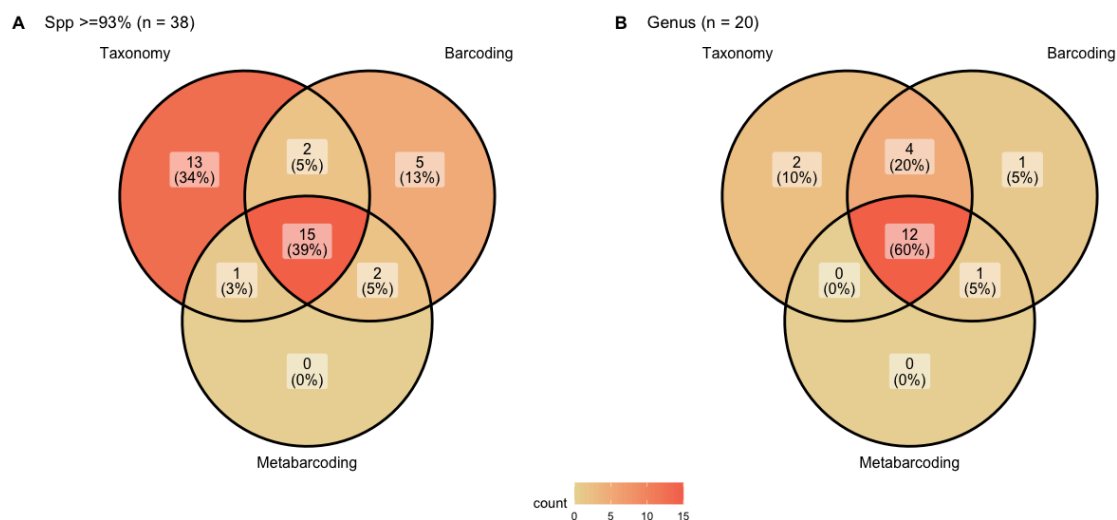 A Spp >=93% (n = 38)
Taxonomy
Barcoding
13
(34%)
2
(5%)
5
(13%)
15
(39%)
1
(3%)
2
(5%)
0
(0%)
Metabarcoding
B Genus (n = 20)
Taxonomy
Barcoding
2
(10%)
4
(20%)
1
(5%)
12
(60%)
0
(0%)
1
(5%)
0
(0%)
Metabarcoding
count
0 5 10 15